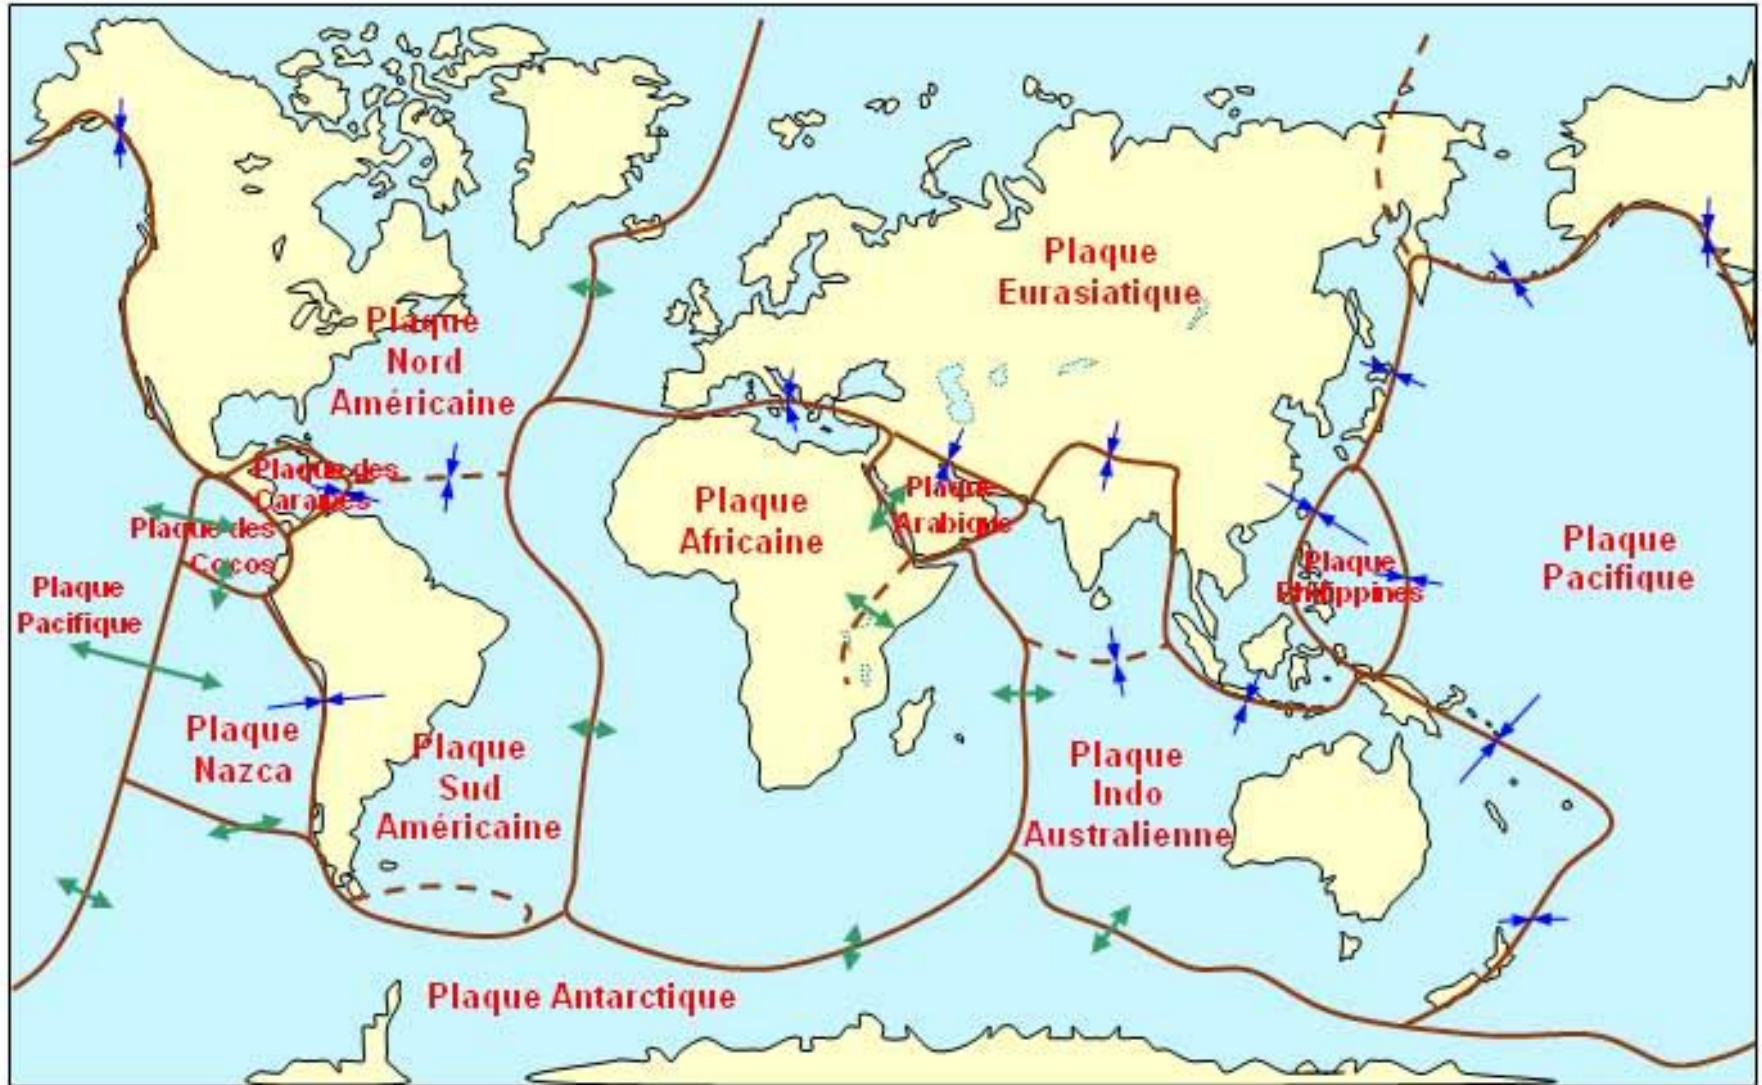 Plaque
Eurasiatique
Plaque
Nord
Américaine
Plaque des
Caraïbes
Plaque des
Cocos
Plaque
Pacifique
Plaque
Africaine
Plaque
Arabique
Plaque
Philippines
Plaque
Pacifique
Plaque
Nazca
Plaque
Sud
Américaine
Plaque
Indo
Australienne
Plaque Antarctique